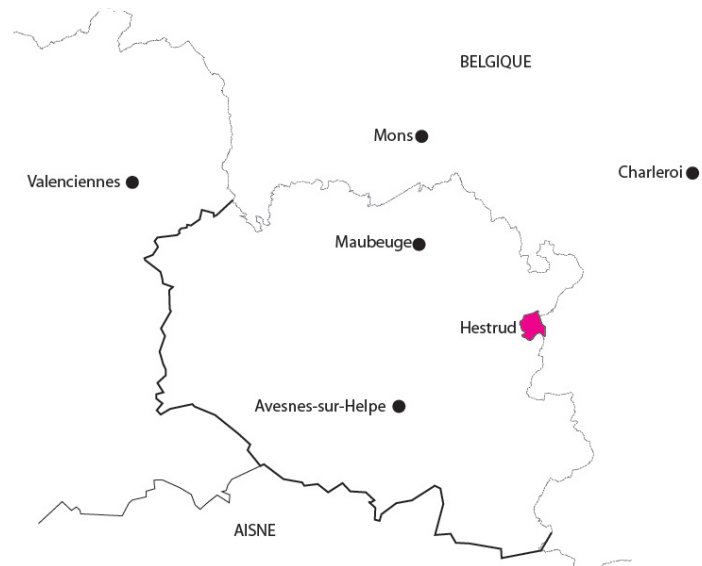 BELGIQUE
Mons
Charleroi
Valenciennes
Maubeuge
Hestrud
Avesnes-sur-Helpe
AISNE